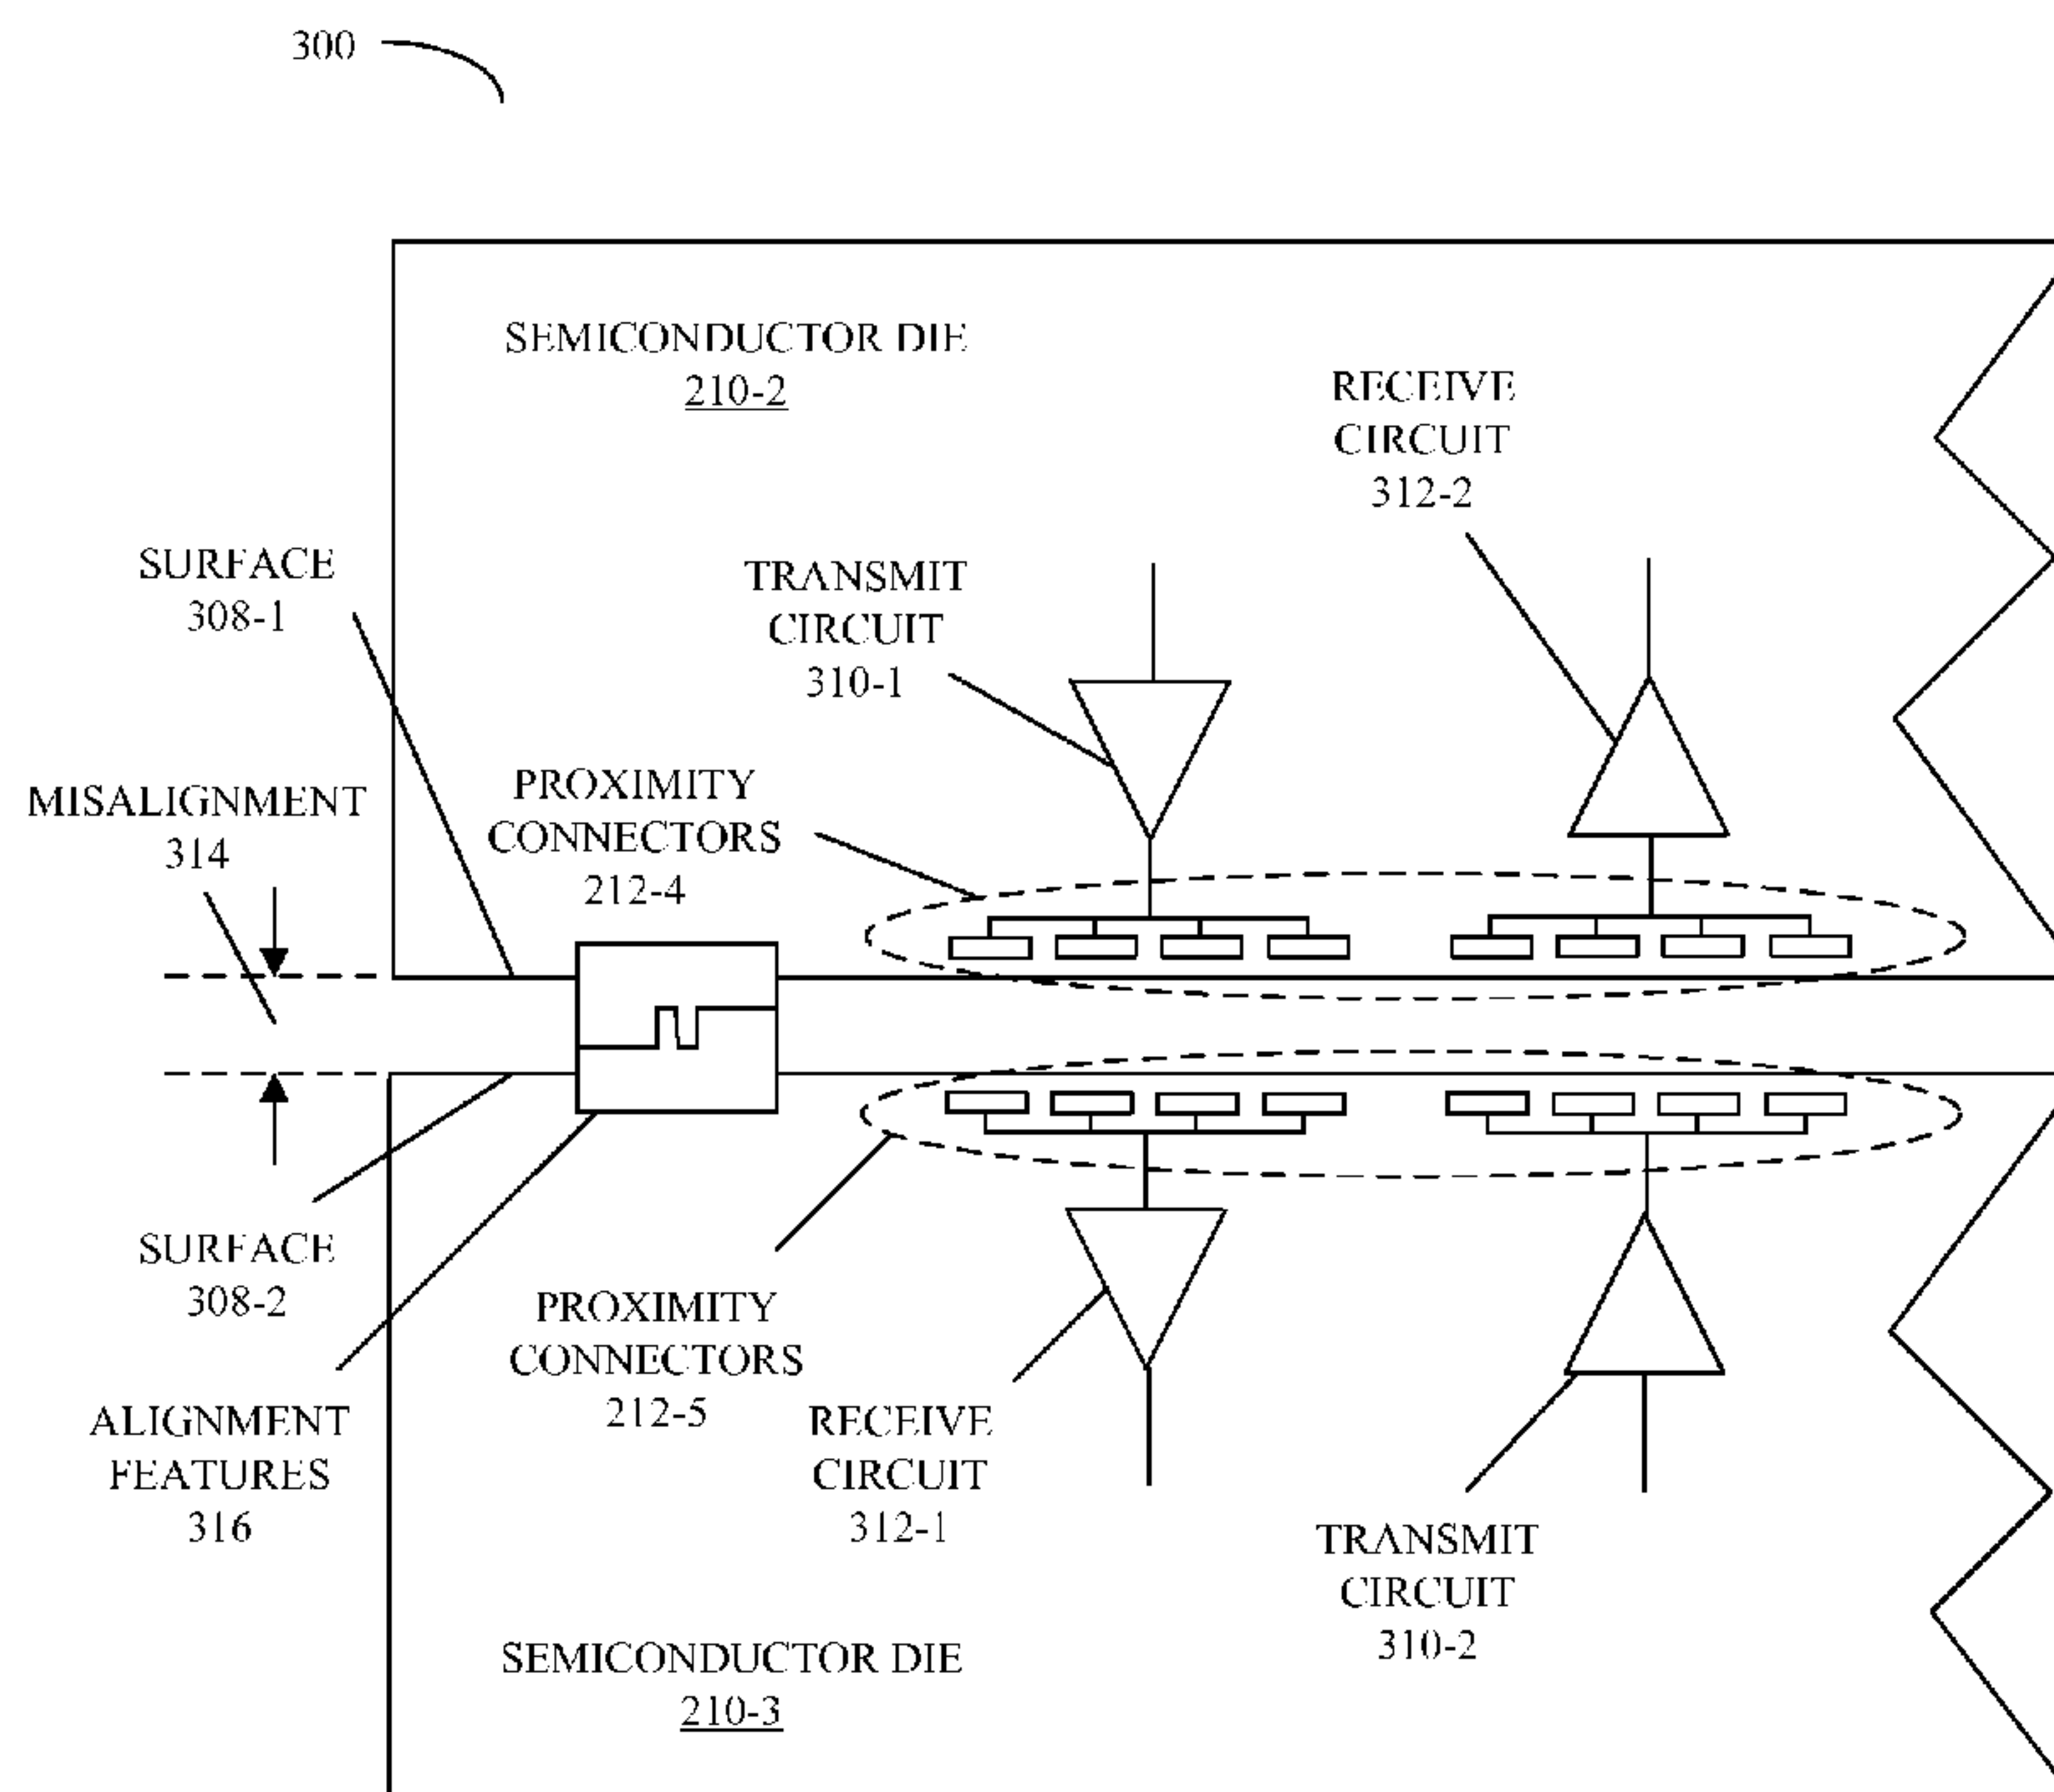 300
SEMICONDUCTOR DIE
210-2
RECEIVE
CIRCUIT
312-2
SURFACE
308-1
TRANSMIT
CIRCUIT
310-1
MISALIGNMENT
314
PROXIMITY
CONNECTORS
212-4
SURFACE
308-2
PROXIMITY
CONNECTORS
212-5
ALIGNMENT
FEATURES
316
RECEIVE
CIRCUIT
312-1
TRANSMIT
CIRCUIT
310-2
SEMICONDUCTOR DIE
210-3